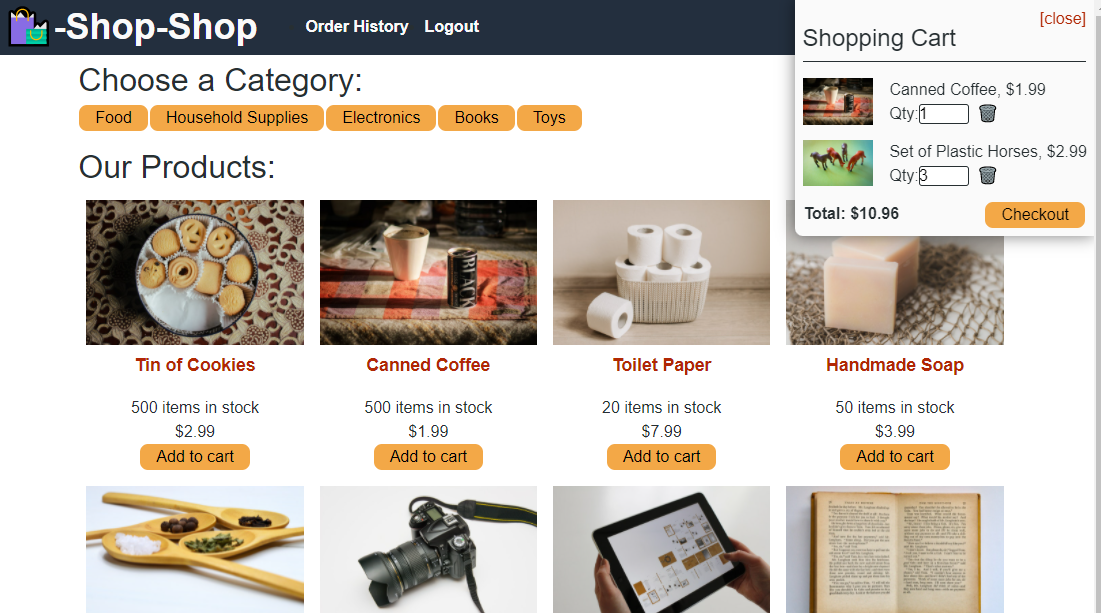 -Shop-Shop
Order History
Logout
[close]
Shopping Cart
Canned Coffee, $1.99
Qty:1
Set of Plastic Horses, $2.99
Qty:3
Total: $10.96
Checkout
Choose a Category:
Food
Household Supplies
Electronics
Books
Toys
Our Products:
BLACK
Tin of Cookies
500 items in stock
$2.99
Add to cart
Canned Coffee
500 items in stock
$1.99
Add to cart
Toilet Paper
20 items in stock
$7.99
Add to cart
Handmade Soap
50 items in stock
$3.99
Add to cart